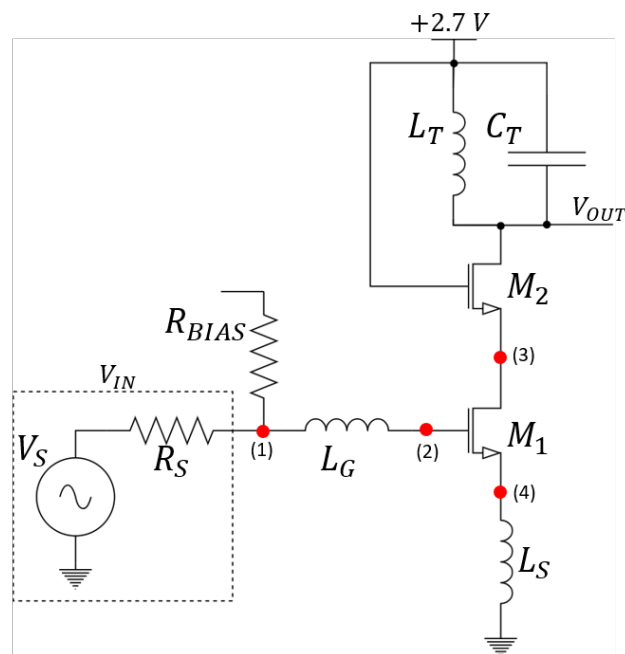 +2.7 V
L_T
C_T
V_OUT
M_2
R_BIAS
(3)
V_IN
V_S
R_S
(1)
L_G
(2)
M_1
(4)
L_S